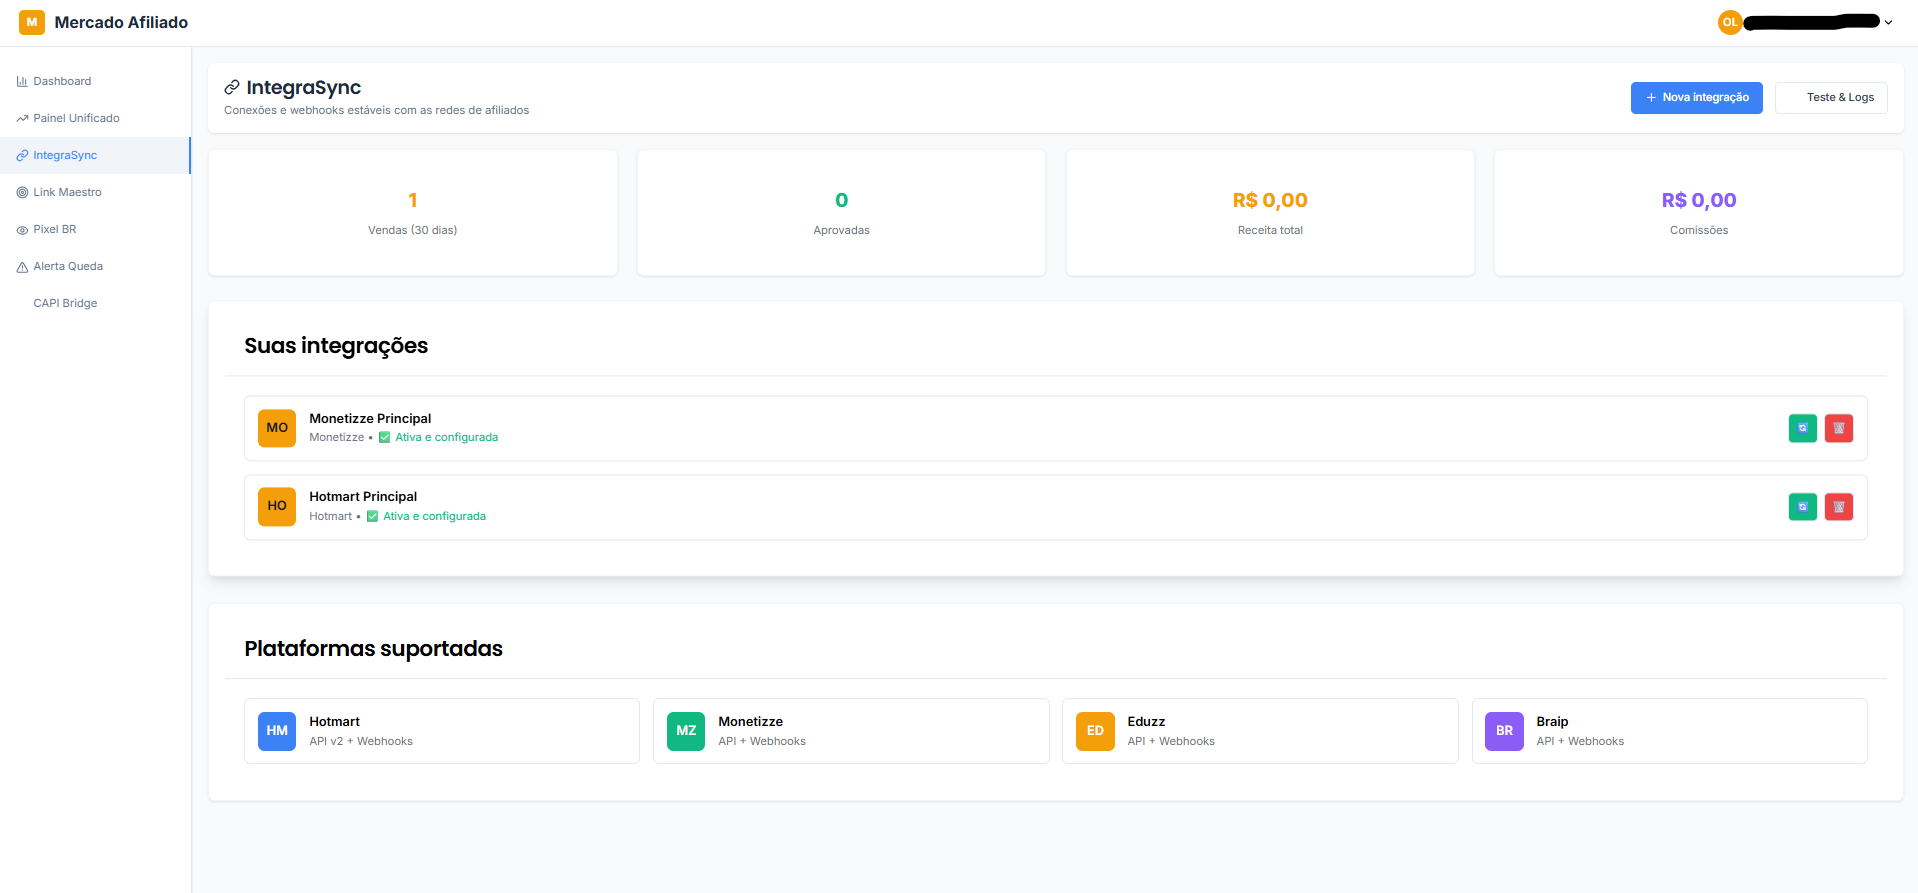 M Mercado Afiliado
OL
Dashboard
Painel Unificado
IntegraSync
Link Maestro
Pixel BR
Alerta Queda
CAPI Bridge
IntegraSync
Conexões e webhooks estáveis com as redes de afiliados
+ Nova integração
Teste & Logs
1
Vendas (30 dias)
0
Aprovadas
R$ 0,00
Receita total
R$ 0,00
Comissões
Suas integrações
MO
Monetizze Principal
Monetizze • ✅ Ativa e configurada
HO
Hotmart Principal
Hotmart • ✅ Ativa e configurada
Plataformas suportadas
HM
Hotmart
API v2 + Webhooks
MZ
Monetizze
API + Webhooks
ED
Eduzz
API + Webhooks
BR
Braip
API + Webhooks